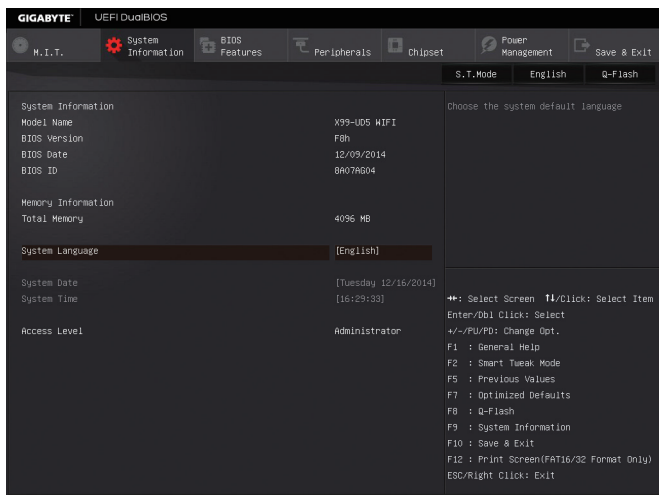 GIGABYTE™ UEFI DualBIOS
M.I.T. System Information BIOS Features Peripherals Chipset Power Management Save & Exit
S.T.Mode English Q-Flash
System Information
Model Name X99-UD5 WIFI
BIOS Version F8h
BIOS Date 12/09/2014
BIOS ID 8A07AG04
Memory Information
Total Memory 4096 MB
System Language [English]
System Date [Tuesday 12/16/2014]
System Time [16:29:33]
Access Level Administrator
Choose the system default language
→←: Select Screen ↑↓/Click: Select Item
Enter/Dbl Click: Select
+/-/PU/PD: Change Opt.
F1 : General Help
F2 : Smart Tweak Mode
F5 : Previous Values
F7 : Optimized Defaults
F8 : Q-Flash
F9 : System Information
F10 : Save & Exit
F12 : Print Screen(FAT16/32 Format Only)
ESC/Right Click: Exit